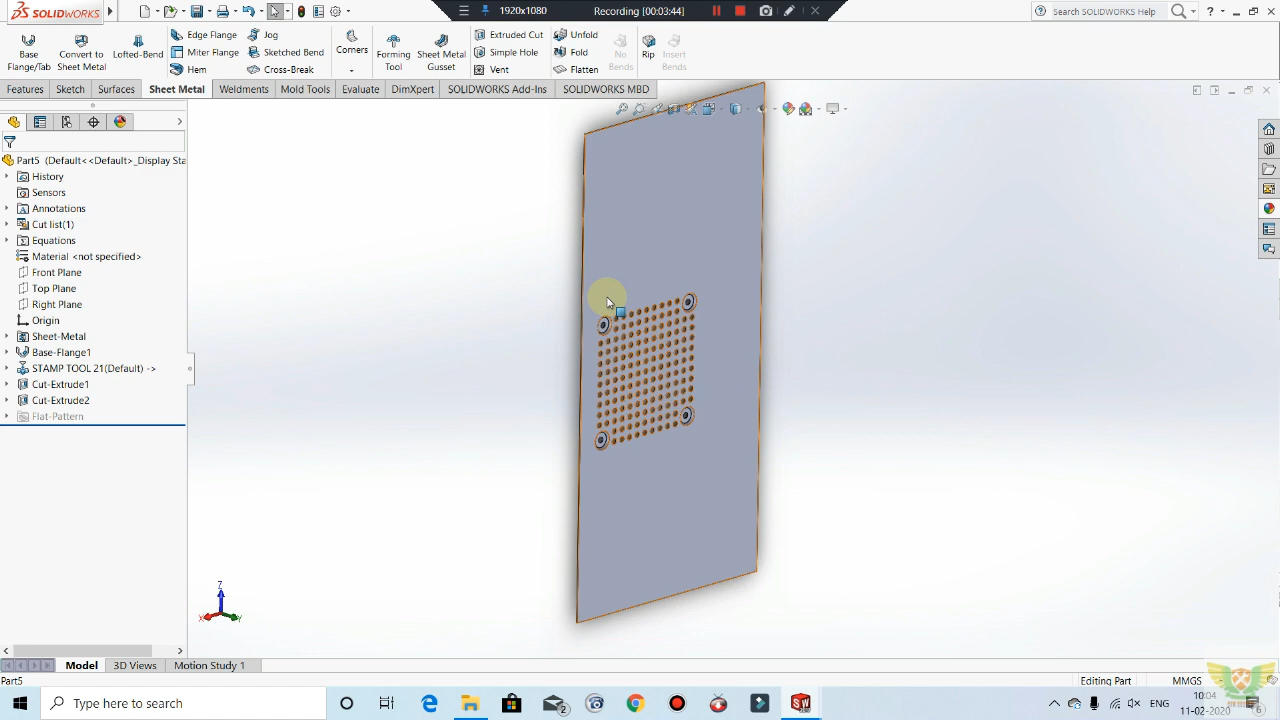 SOLIDWORKS
1920x1080
Recording [00:03:44]
Search SOLIDWORKS Help
Base
Flange/Tab
Convert to
Sheet Metal
Lofted-Bend
Edge Flange
Miter Flange
Hem
Jog
Sketched Bend
Cross-Break
Corners
Forming
Tool
Sheet Metal
Gusset
Extruded Cut
Simple Hole
Vent
Unfold
Fold
Flatten
No
Bends
Rip
Insert
Bends
Features
Sketch
Surfaces
Sheet Metal
Weldments
Mold Tools
Evaluate
DimXpert
SOLIDWORKS Add-Ins
SOLIDWORKS MBD
Part5 (Default<<Default>_Display Sta
History
Sensors
Annotations
Cut list(1)
Equations
Material <not specified>
Front Plane
Top Plane
Right Plane
Origin
Sheet-Metal
Base-Flange1
STAMP TOOL 21(Default) ->
Cut-Extrude1
Cut-Extrude2
Flat-Pattern
Z
X
Y
Model
3D Views
Motion Study 1
Part5
Editing Part
MMGS
Type here to search
2
ENG
10:04
11-02-2020
6